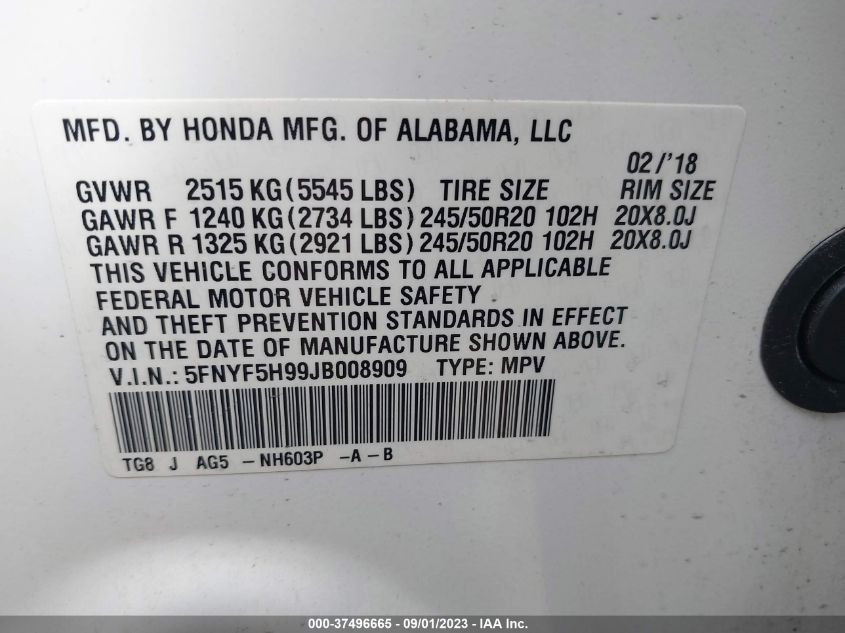 MFD. BY HONDA MFG. OF ALABAMA, LLC
02/'18
GVWR 2515 KG (5545 LBS) TIRE SIZE RIM SIZE
GAWR F 1240 KG (2734 LBS) 245/50R20 102H 20X8.0J
GAWR R 1325 KG (2921 LBS) 245/50R20 102H 20X8.0J
THIS VEHICLE CONFORMS TO ALL APPLICABLE
FEDERAL MOTOR VEHICLE SAFETY
AND THEFT PREVENTION STANDARDS IN EFFECT
ON THE DATE OF MANUFACTURE SHOWN ABOVE.
V.I.N.: 5FNYF5H99JB008909 TYPE: MPV
TG8 J AG5 -NH603P -A-B
000-37496665 - 09/01/2023 - IAA Inc.